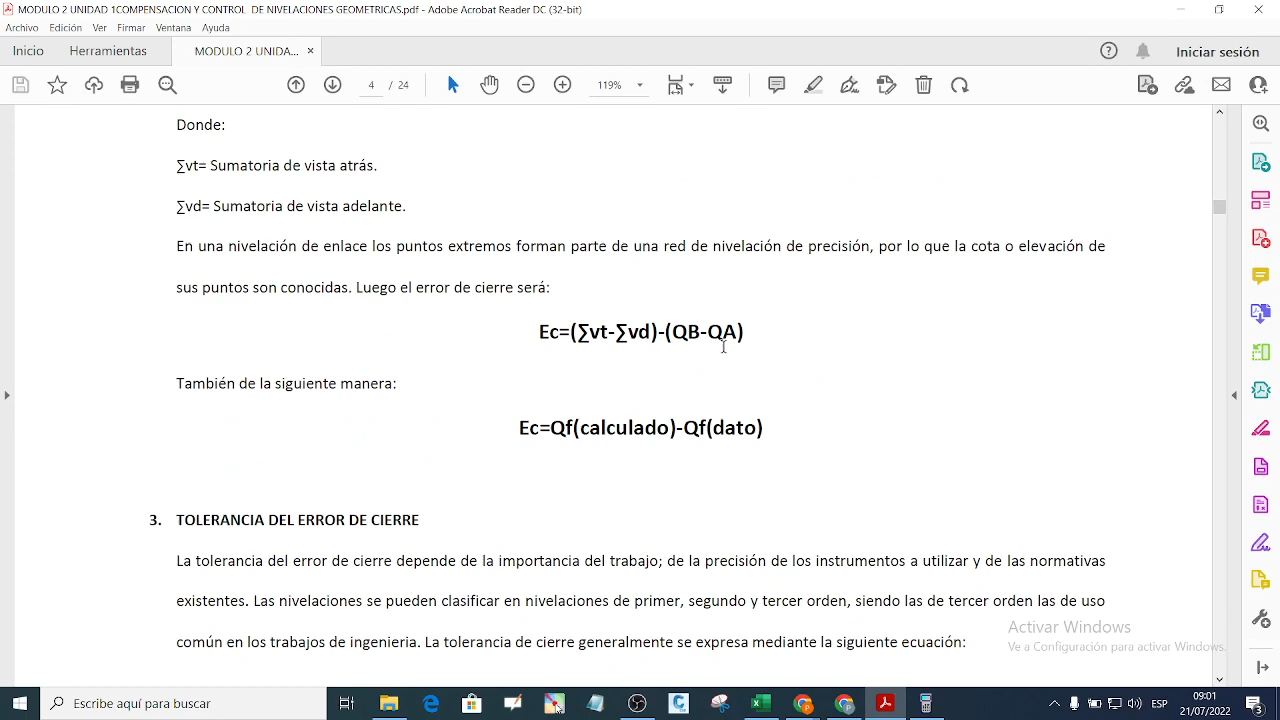 MODULO 2 UNIDAD 1COMPENSACION Y CONTROL DE NIVELACIONES GEOMETRICAS.pdf - Adobe Acrobat Reader DC (32-bit)
Archivo Edición Ver Firmar Ventana Ayuda
Inicio Herramientas MODULO 2 UNIDA... × Iniciar sesión
4 / 24 119%
Donde:
∑vt= Sumatoria de vista atrás.
∑vd= Sumatoria de vista adelante.
En una nivelación de enlace los puntos extremos forman parte de una red de nivelación de precisión, por lo que la cota o elevación de
sus puntos son conocidas. Luego el error de cierre será:
Ec=(∑vt-∑vd)-(QB-QA)
También de la siguiente manera:
Ec=Qf(calculado)-Qf(dato)
3. TOLERANCIA DEL ERROR DE CIERRE
La tolerancia del error de cierre depende de la importancia del trabajo; de la precisión de los instrumentos a utilizar y de las normativas
existentes. Las nivelaciones se pueden clasificar en nivelaciones de primer, segundo y tercer orden, siendo las de tercer orden las de uso
común en los trabajos de ingeniería. La tolerancia de cierre generalmente se expresa mediante la siguiente ecuación:
Activar Windows
Ve a Configuración para activar Windows.
Escribe aquí para buscar
ESP
09:01
21/07/2022